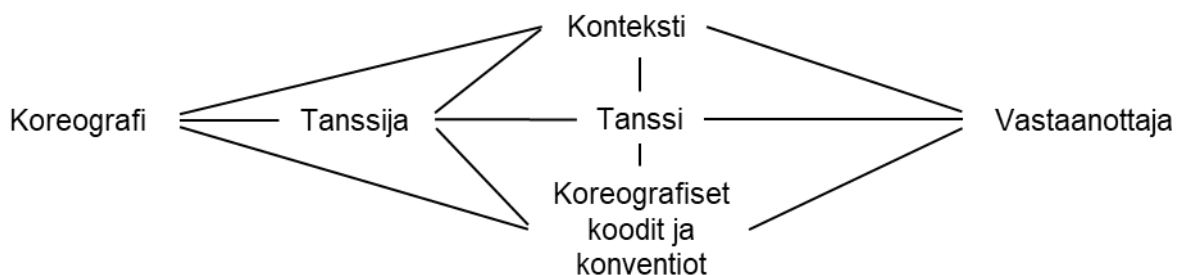 Konteksti
Koreografi
Tanssija
Tanssi
Vastaanottaja
Koreografiset
koodit ja
konventiot